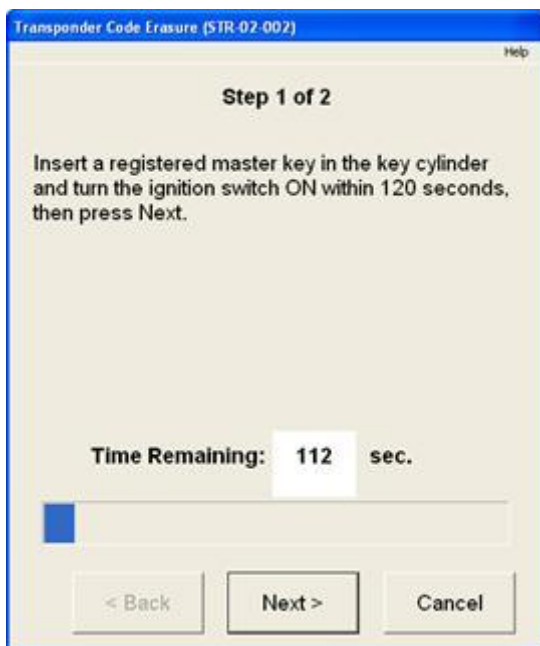 Transponder Code Erasure (STR-02-002)
Help
Step 1 of 2
Insert a registered master key in the key cylinder
and turn the ignition switch ON within 120 seconds,
then press Next.
Time Remaining: 112 sec.
< Back Next > Cancel